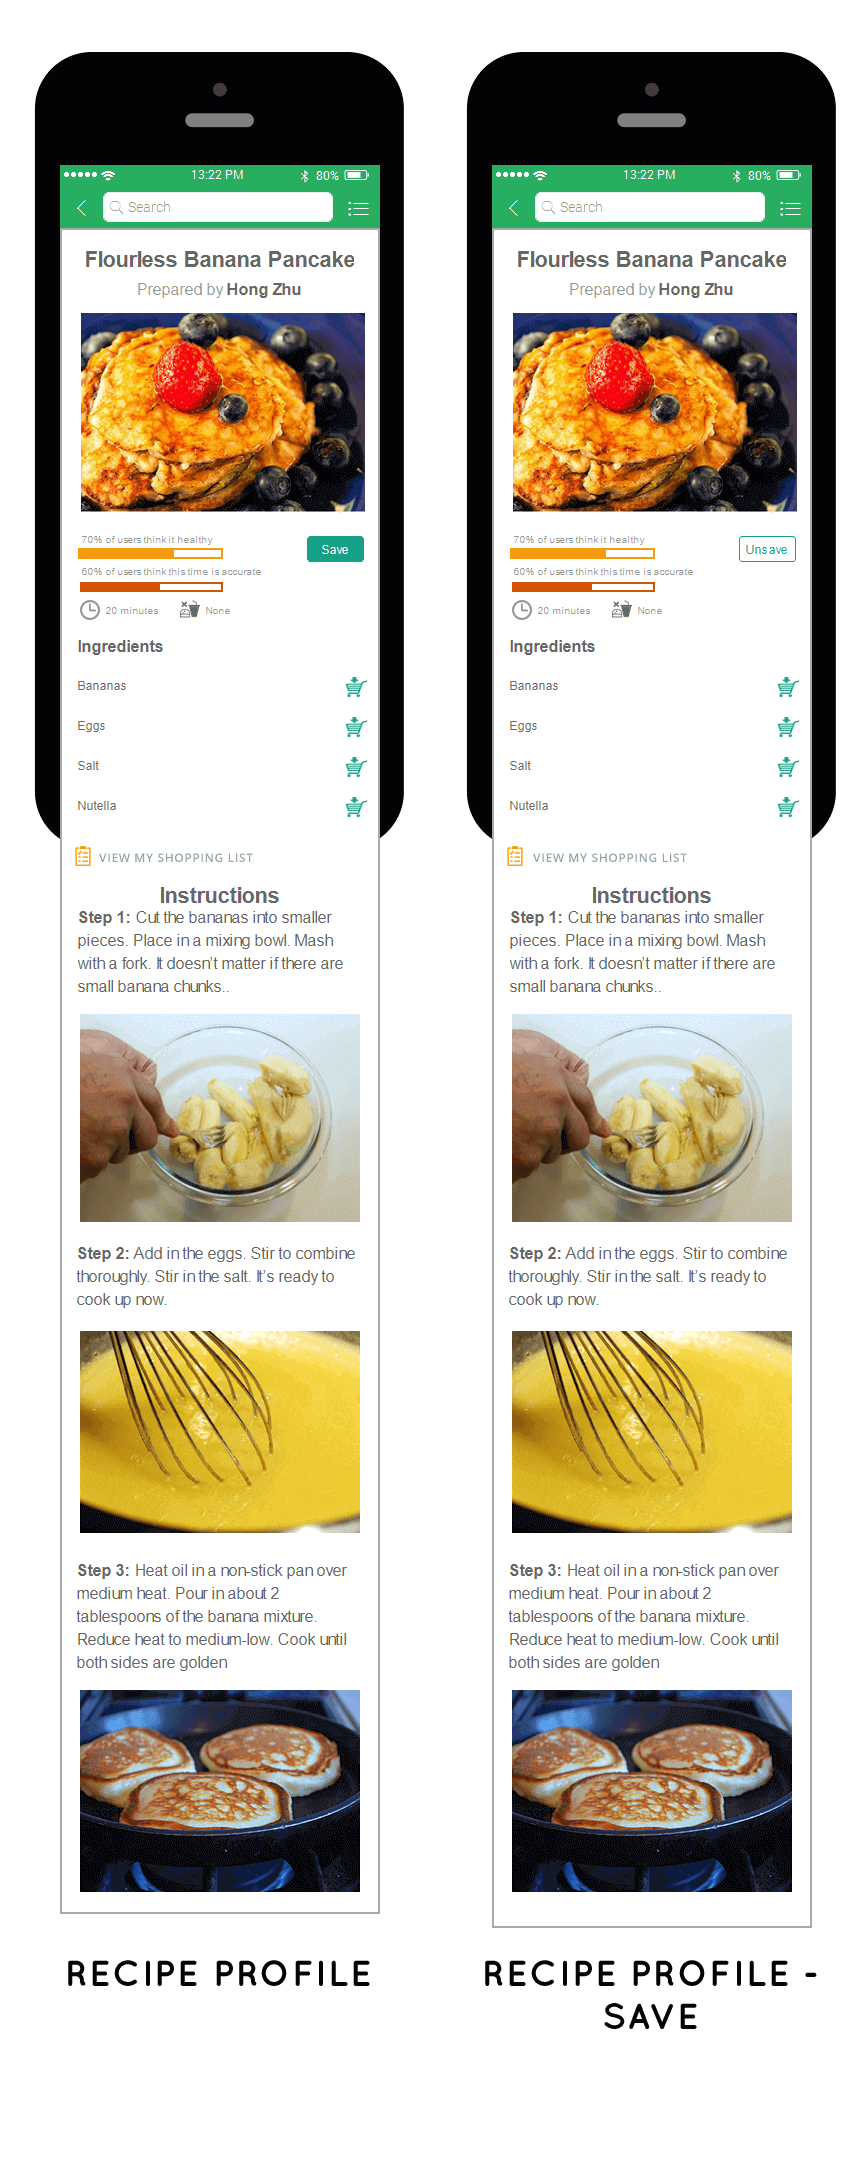 13:22 PM
80%
Search
Flourless Banana Pancake
Prepared by Hong Zhu
70% of users think it healthy
Save
60% of users think this time is accurate
20 minutes
None
Ingredients
Bananas
Eggs
Salt
Nutella
VIEW MY SHOPPING LIST
Instructions
Step 1: Cut the bananas into smaller
pieces. Place in a mixing bowl. Mash
with a fork. It doesn't matter if there are
small banana chunks..
Step 2: Add in the eggs. Stir to combine
thoroughly. Stir in the salt. It's ready to
cook up now.
Step 3: Heat oil in a non-stick pan over
medium heat. Pour in about 2
tablespoons of the banana mixture.
Reduce heat to medium-low. Cook until
both sides are golden
RECIPE PROFILE
13:22 PM
80%
Search
Flourless Banana Pancake
Prepared by Hong Zhu
70% of users think it healthy
Unsave
60% of users think this time is accurate
20 minutes
None
Ingredients
Bananas
Eggs
Salt
Nutella
VIEW MY SHOPPING LIST
Instructions
Step 1: Cut the bananas into smaller
pieces. Place in a mixing bowl. Mash
with a fork. It doesn't matter if there are
small banana chunks..
Step 2: Add in the eggs. Stir to combine
thoroughly. Stir in the salt. It's ready to
cook up now.
Step 3: Heat oil in a non-stick pan over
medium heat. Pour in about 2
tablespoons of the banana mixture.
Reduce heat to medium-low. Cook until
both sides are golden
RECIPE PROFILE -
SAVE